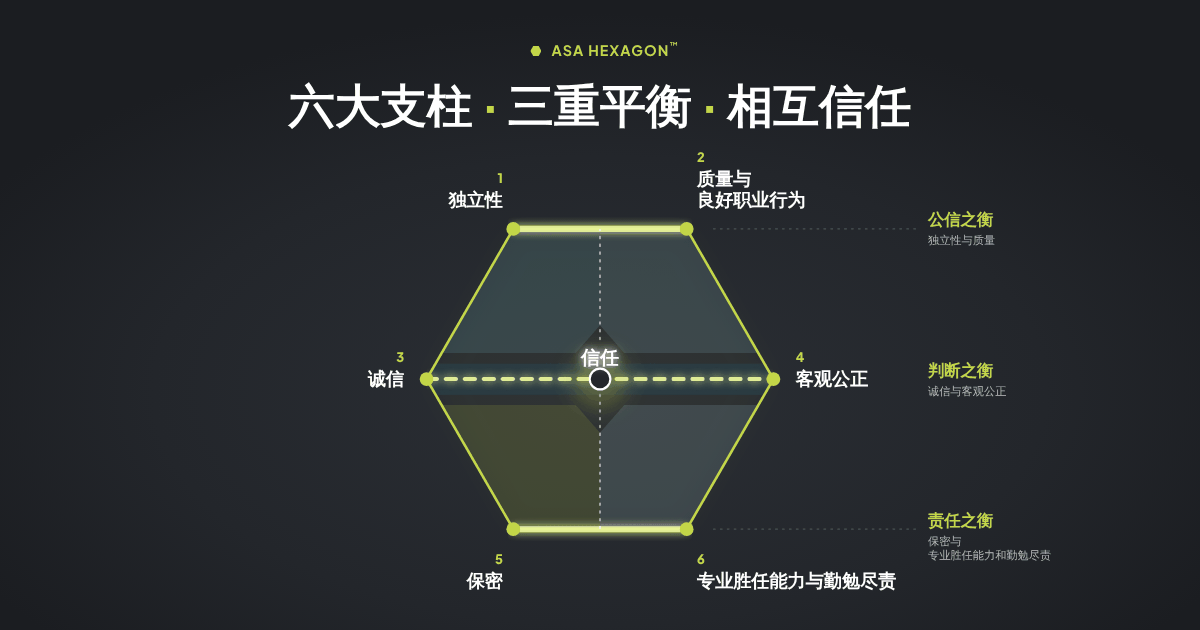 ASA HEXAGON™
六大支柱 · 三重平衡 · 相互信任
1
独立性
2
质量与
良好职业行为
公信之衡
独立性与质量
3
诚信
信任
4
客观公正
判断之衡
诚信与客观公正
5
保密
6
专业胜任能力与勤勉尽责
责任之衡
保密与
专业胜任能力和勤勉尽责